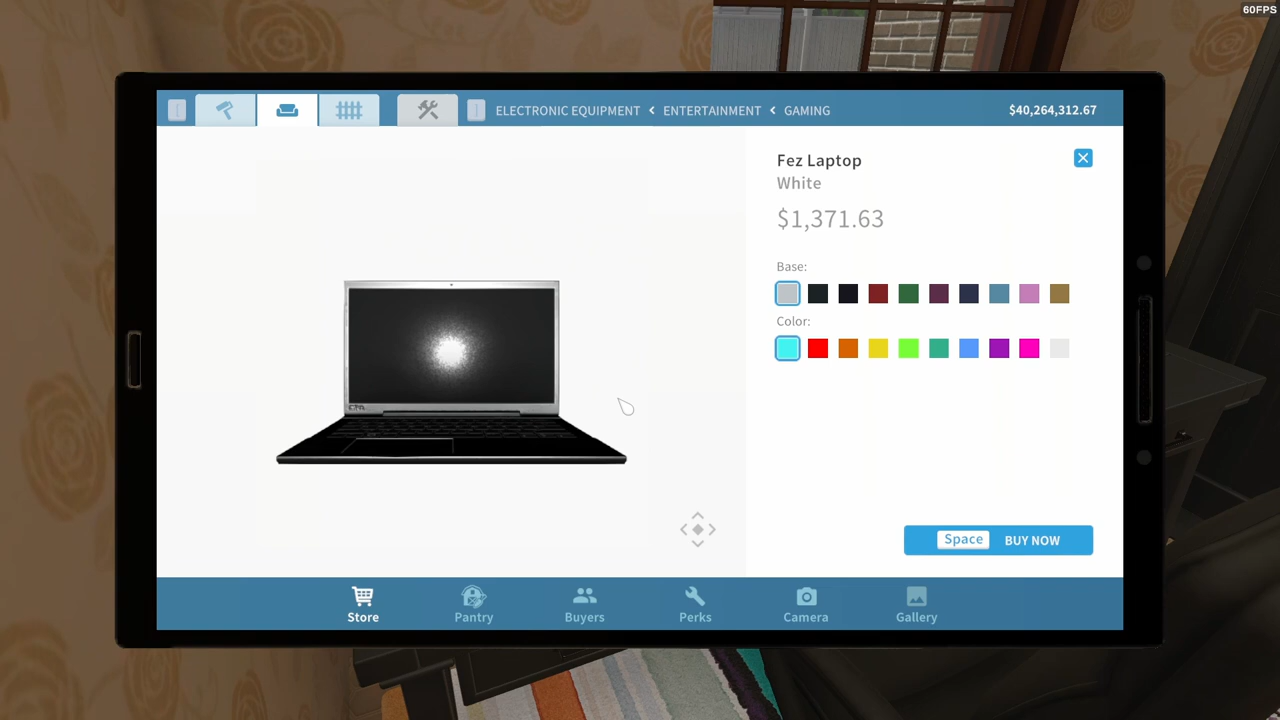 60FPS
ELECTRONIC EQUIPMENT < ENTERTAINMENT < GAMING
$40,264,312.67
Fez Laptop
White
$1,371.63
Base:
Color:
Space BUY NOW
Store Pantry Buyers Perks Camera Gallery